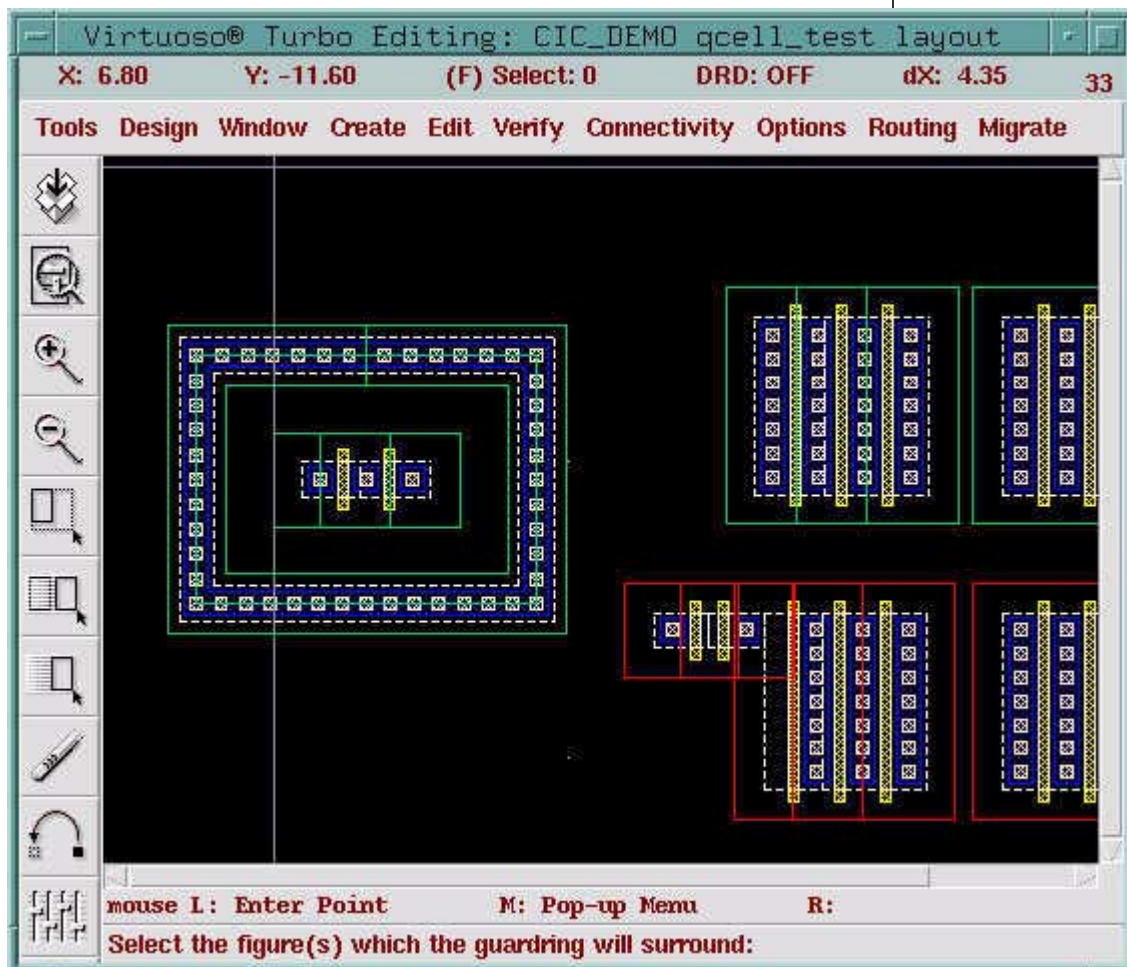 Virtuoso® Turbo Editing: CIC_DEMO qcell_test layout
X: 6.80 Y: -11.60 (F) Select: 0 DRD: OFF dX: 4.35 33
Tools Design Window Create Edit Verify Connectivity Options Routing Migrate
mouse L: Enter Point M: Pop-up Menu R:
Select the figure(s) which the guardring will surround: